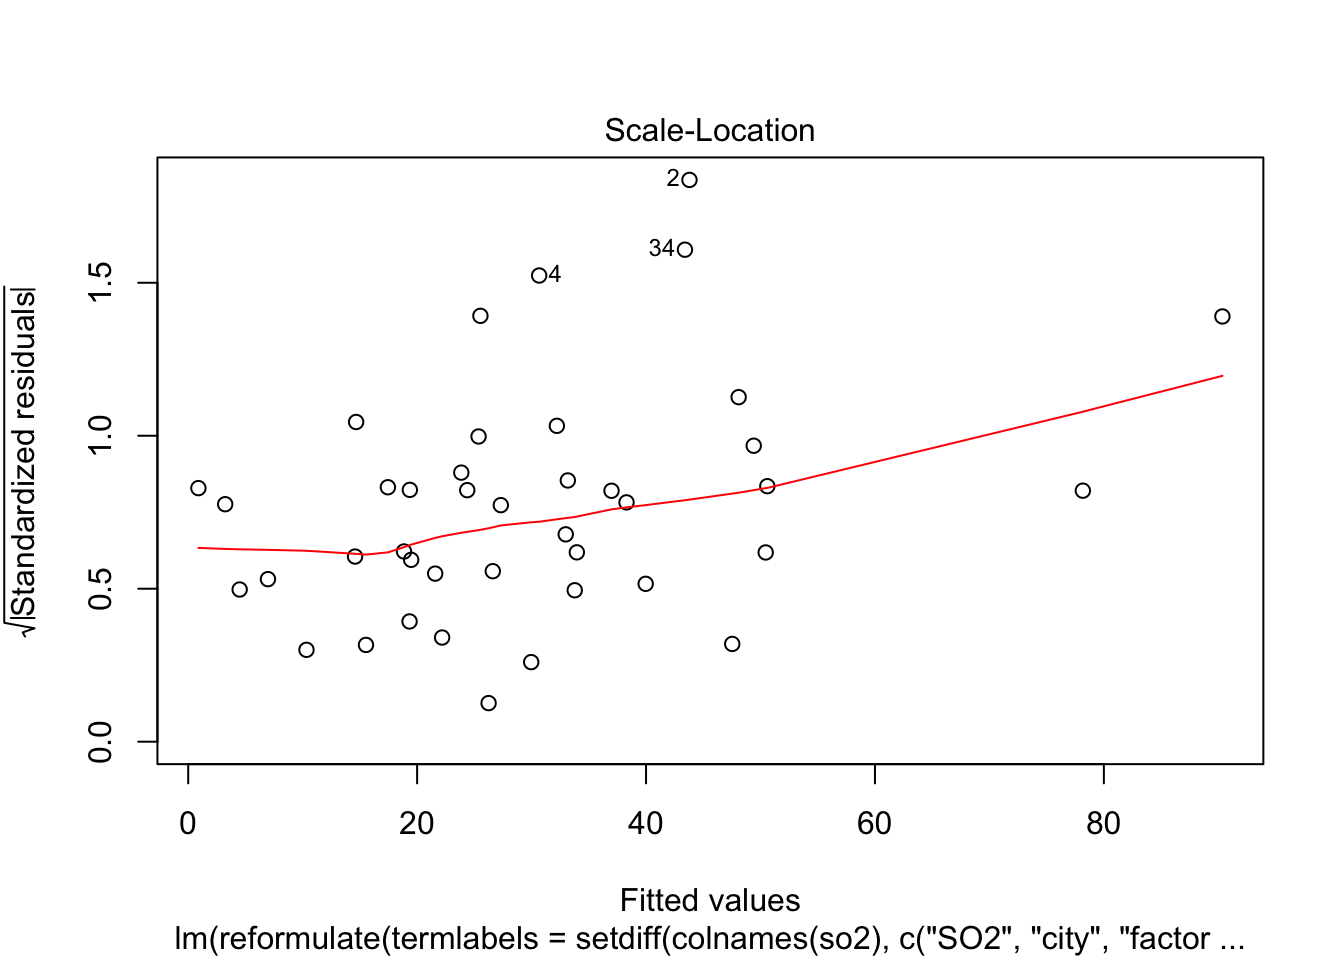 Scale-Location
2
34
4
√|Standardized residuals|
1.5
1.0
0.5
0.0
0 20 40 60 80
Fitted values
lm(reformulate(termlabels = setdiff(colnames(so2), c("SO2", "city", "factor ...